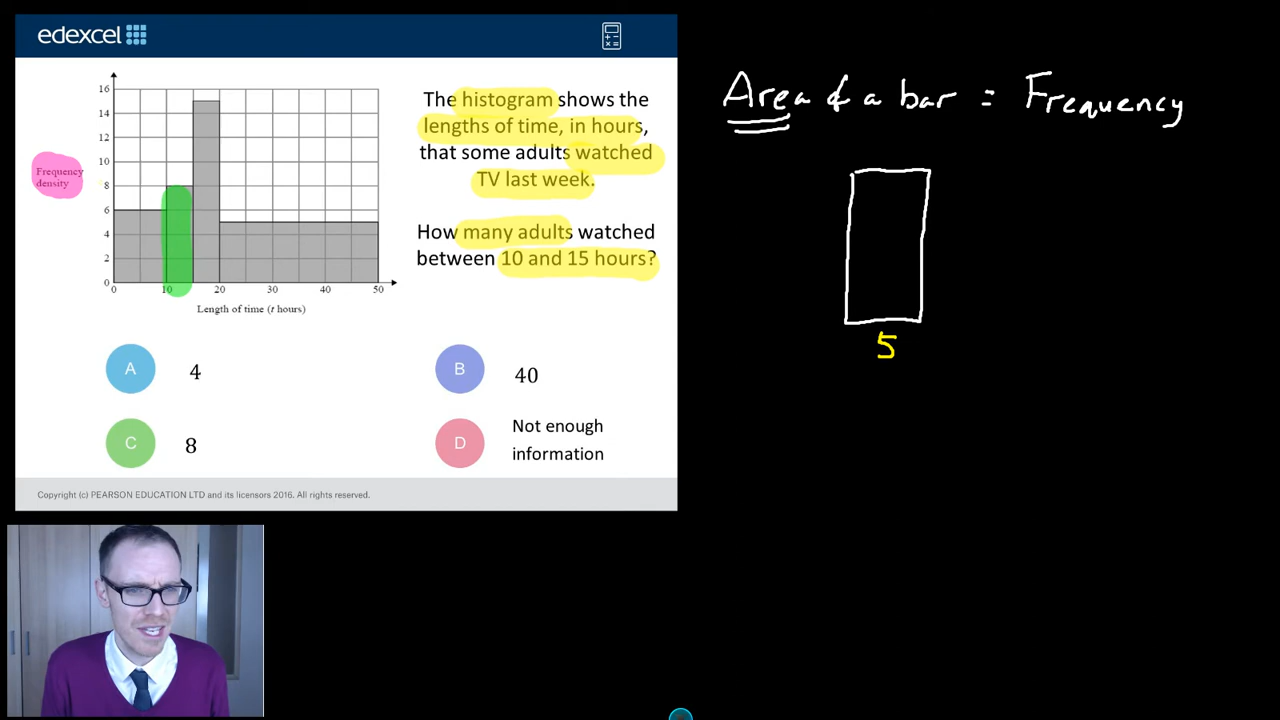 edexcel
Area of a bar = Frequency
16
14
12
10
8
6
4
2
0
Frequency
density
0 10 20 30 40 50
Length of time (t hours)
The histogram shows the
lengths of time, in hours,
that some adults watched
TV last week.
How many adults watched
between 10 and 15 hours?
5
A 4
B 40
C 8
D Not enough
information
Copyright (c) PEARSON EDUCATION LTD and its licensors 2016. All rights reserved.